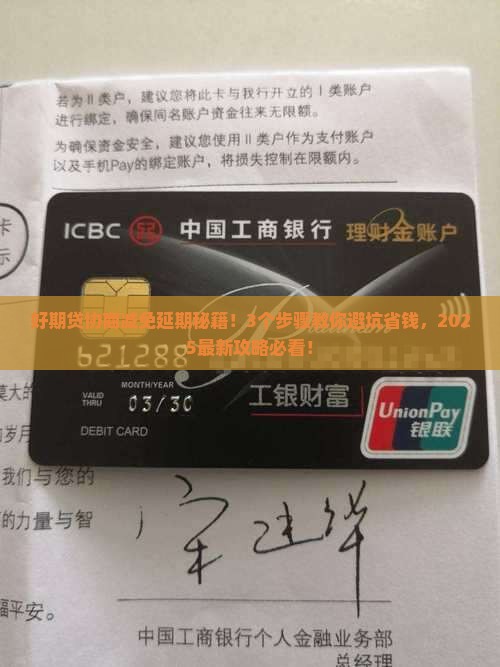 若为Ⅱ类户，建议您将此卡与我行开立的Ⅰ类账户
进行绑定，确保同名账户资金往来无限额。
为确保资金安全，建议您使用Ⅱ类户作为支付账户
以及手机Pay的绑定账户，将损失控制在限额内。
卡
示
ICBC 中国工商银行 理财金账户
好期贷协商避免延期秘籍！3个步骤教你避坑省钱，202
5最新攻略必看！
Platinum
621288
MONTH/YEAR
VALID
THRU
03/30
工银财富
DEBIT CARD
UnionPay
银联
莫大的
岁月
我们与您的
的力量与智
福平安。
中国工商银行个人金融业务部
总经理